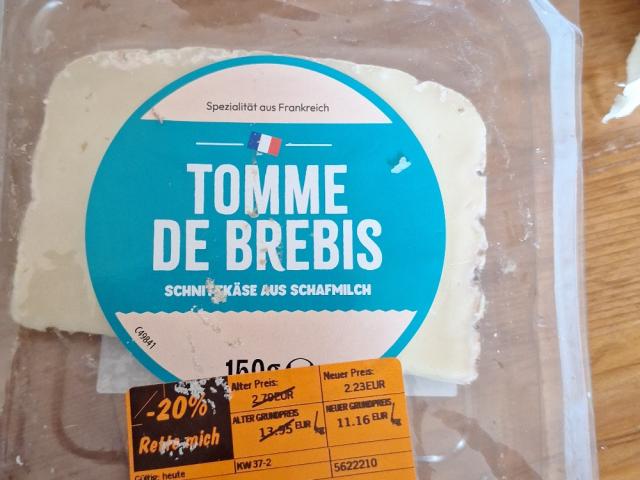 Spezialität aus Frankreich
TOMME
DE BREBIS
SCHNITTKÄSE AUS SCHAFMILCH
C49841
150g
-20%
Rette mich
Alter Preis:
2.79EUR
Neuer Preis:
2.23EUR
ALTER GRUNDPREIS
13.95 EUR
NEUER GRUNDPREIS
11.16 EUR
Gültig: heute
KW 37-2
5622210